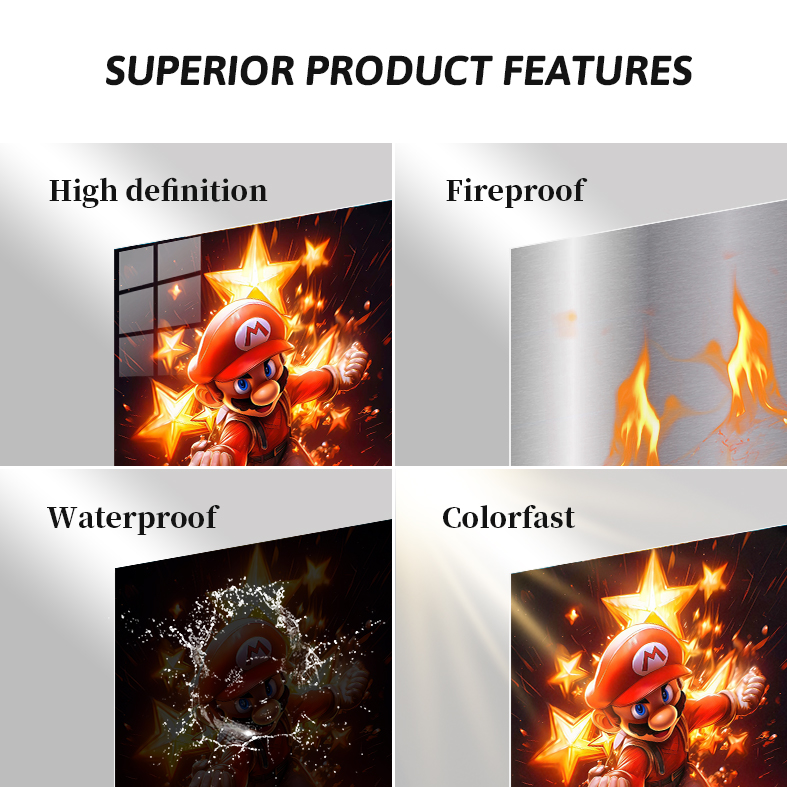 SUPERIOR PRODUCT FEATURES
High definition
Fireproof
M
Waterproof
Colorfast
M
M